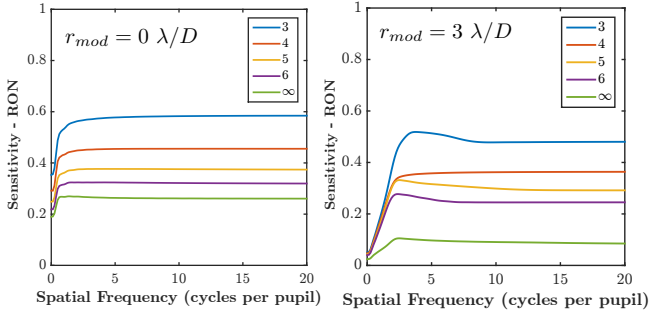 r_mod = 0 λ/D
3
4
5
6
∞
Sensitivity - RON
1
0.8
0.6
0.4
0.2
0
0 5 10 15 20
Spatial Frequency (cycles per pupil)
r_mod = 3 λ/D
3
4
5
6
∞
Sensitivity - RON
1
0.8
0.6
0.4
0.2
0
0 5 10 15 20
Spatial Frequency (cycles per pupil)